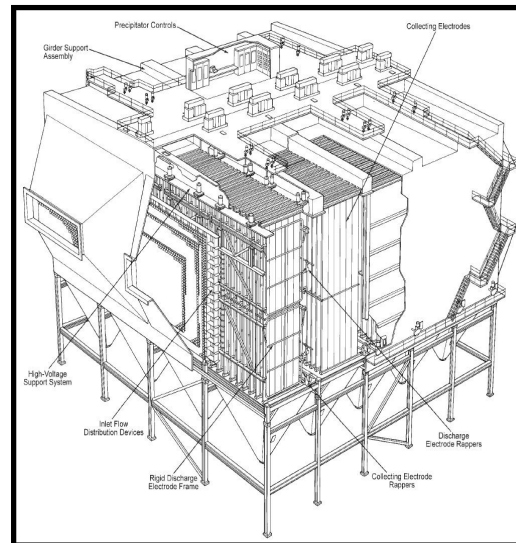 Precipitator Controls
Collecting Electrodes
Girder Support
Assembly
High-Voltage
Support System
Inlet Flow
Distribution Devices
Rigid Discharge
Electrode Frame
Collecting Electrode
Rappers
Discharge
Electrode Rappers